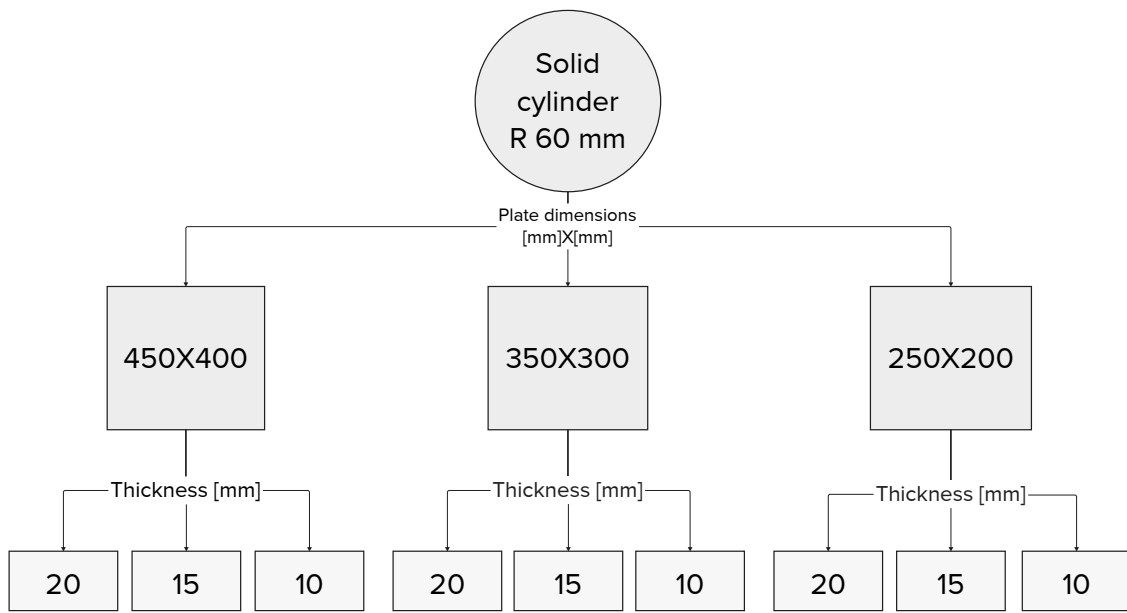 Solid
cylinder
R 60 mm
Plate dimensions
[mm]X[mm]
450X400
350X300
250X200
Thickness [mm]
Thickness [mm]
Thickness [mm]
20
15
10
20
15
10
20
15
10